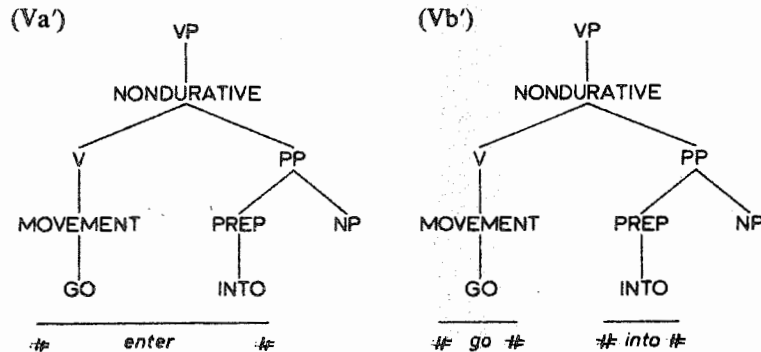 (Va′) (Vb′)
VP VP
NONDURATIVE NONDURATIVE
V PP V PP
MOVEMENT PREP NP MOVEMENT PREP NP
GO INTO GO INTO
# enter # # go # # into #